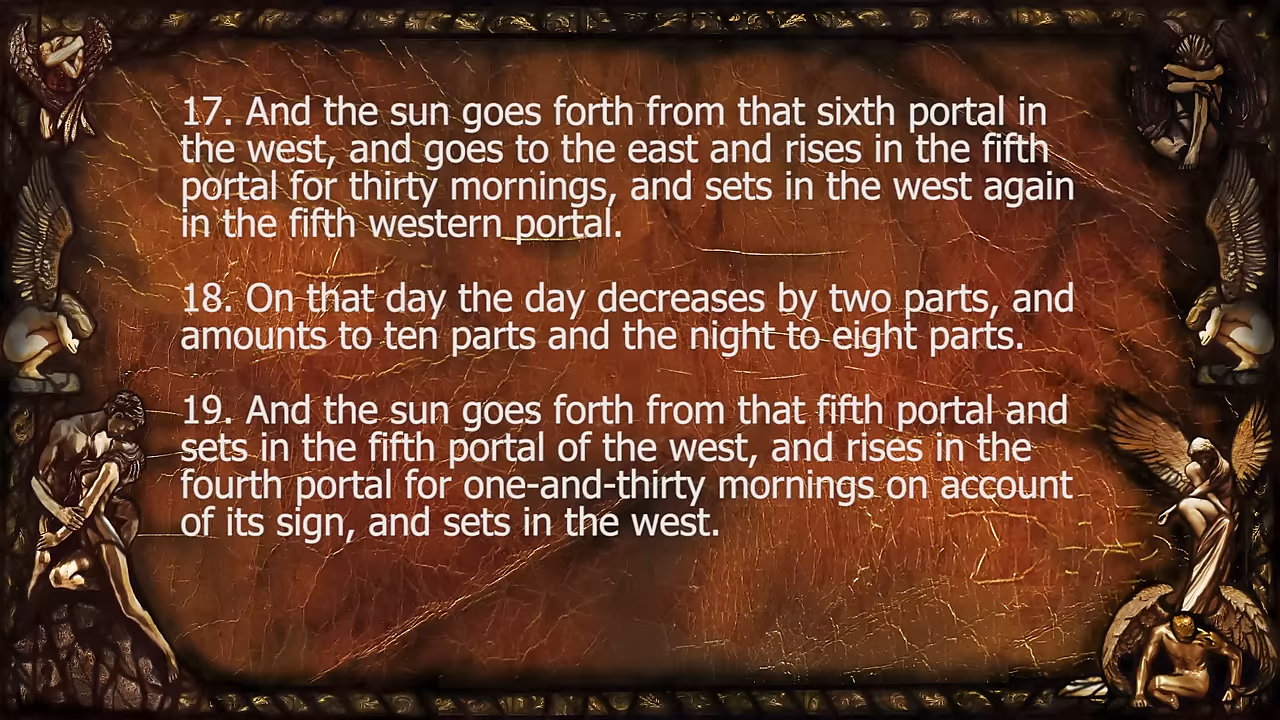 17. And the sun goes forth from that sixth portal in
the west, and goes to the east and rises in the fifth
portal for thirty mornings, and sets in the west again
in the fifth western portal.
18. On that day the day decreases by two parts, and
amounts to ten parts and the night to eight parts.
19. And the sun goes forth from that fifth portal and
sets in the fifth portal of the west, and rises in the
fourth portal for one-and-thirty mornings on account
of its sign, and sets in the west.